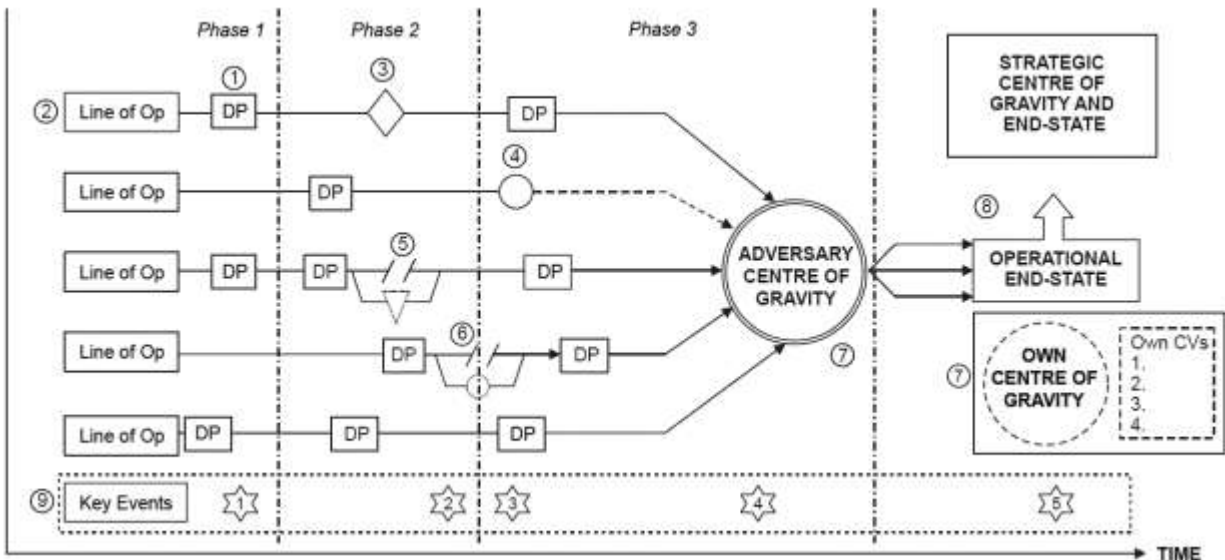 Phase 1
Phase 2
Phase 3
①
③
② Line of Op
DP
DP
STRATEGIC
CENTRE OF
GRAVITY AND
END-STATE
④
Line of Op
DP
⑧
⑤
Line of Op
DP
DP
DP
ADVERSARY
CENTRE OF
GRAVITY
OPERATIONAL
END-STATE
⑥
Line of Op
DP
DP
⑦
⑦
OWN
CENTRE OF
GRAVITY
Own CVs
1.
2.
3.
4.
Line of Op
DP
DP
DP
⑨ Key Events
1
2
3
4
5
TIME